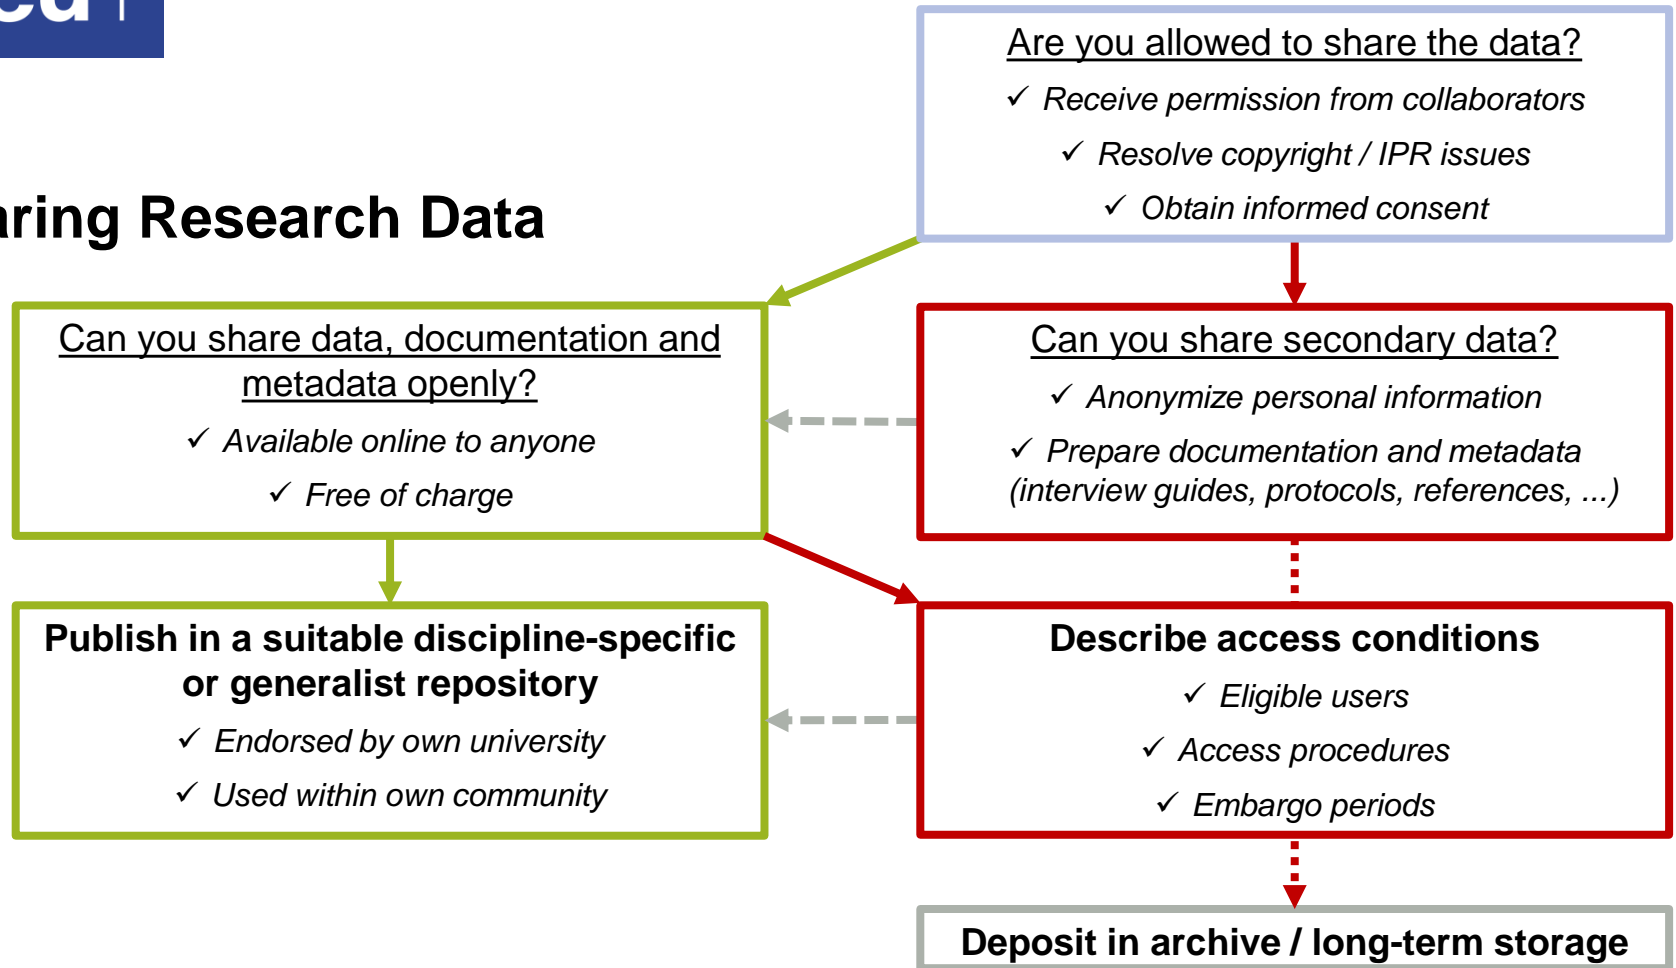 Are you allowed to share the data?
✓ Receive permission from collaborators
✓ Resolve copyright / IPR issues
✓ Obtain informed consent
aring Research Data
Can you share data, documentation and
metadata openly?
✓ Available online to anyone
✓ Free of charge
Can you share secondary data?
✓ Anonymize personal information
✓ Prepare documentation and metadata
(interview guides, protocols, references, ...)
Publish in a suitable discipline-specific
or generalist repository
✓ Endorsed by own university
✓ Used within own community
Describe access conditions
✓ Eligible users
✓ Access procedures
✓ Embargo periods
Deposit in archive / long-term storage